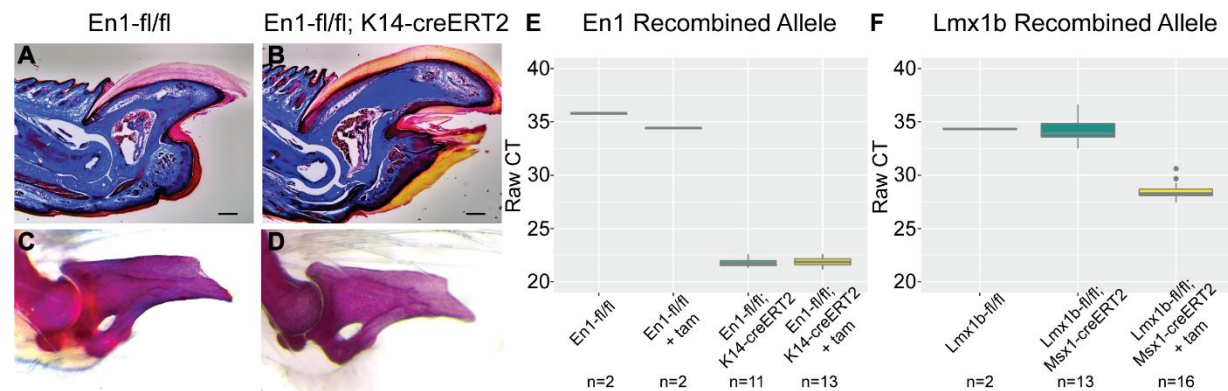 En1-fl/fl
En1-fl/fl; K14-creERT2
A
B
C
D
E
En1 Recombined Allele
Raw CT
40
35
30
25
20
En1-fl/fl
En1-fl/fl
+ tam
En1-fl/fl;
K14-creERT2
En1-fl/fl;
K14-creERT2
+ tam
n=2
n=2
n=11
n=13
F
Lmx1b Recombined Allele
Raw CT
40
35
30
25
20
Lmx1b-fl/fl
Lmx1b-fl/fl;
Msx1-creERT2
Lmx1b-fl/fl;
Msx1-creERT2
+ tam
n=2
n=13
n=16